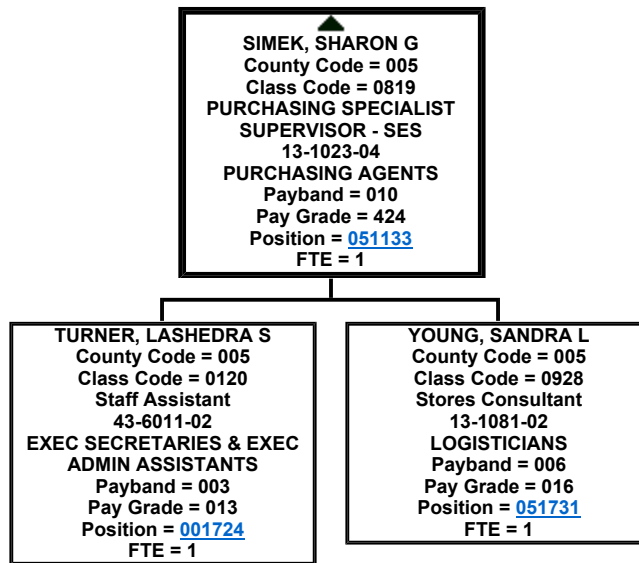 SIMEK, SHARON G
County Code = 005
Class Code = 0819
PURCHASING SPECIALIST
SUPERVISOR - SES
13-1023-04
PURCHASING AGENTS
Payband = 010
Pay Grade = 424
Position = 051133
FTE = 1
TURNER, LASHEDRA S
County Code = 005
Class Code = 0120
Staff Assistant
43-6011-02
EXEC SECRETARIES & EXEC
ADMIN ASSISTANTS
Payband = 003
Pay Grade = 013
Position = 001724
FTE = 1
YOUNG, SANDRA L
County Code = 005
Class Code = 0928
Stores Consultant
13-1081-02
LOGISTICIANS
Payband = 006
Pay Grade = 016
Position = 051731
FTE = 1